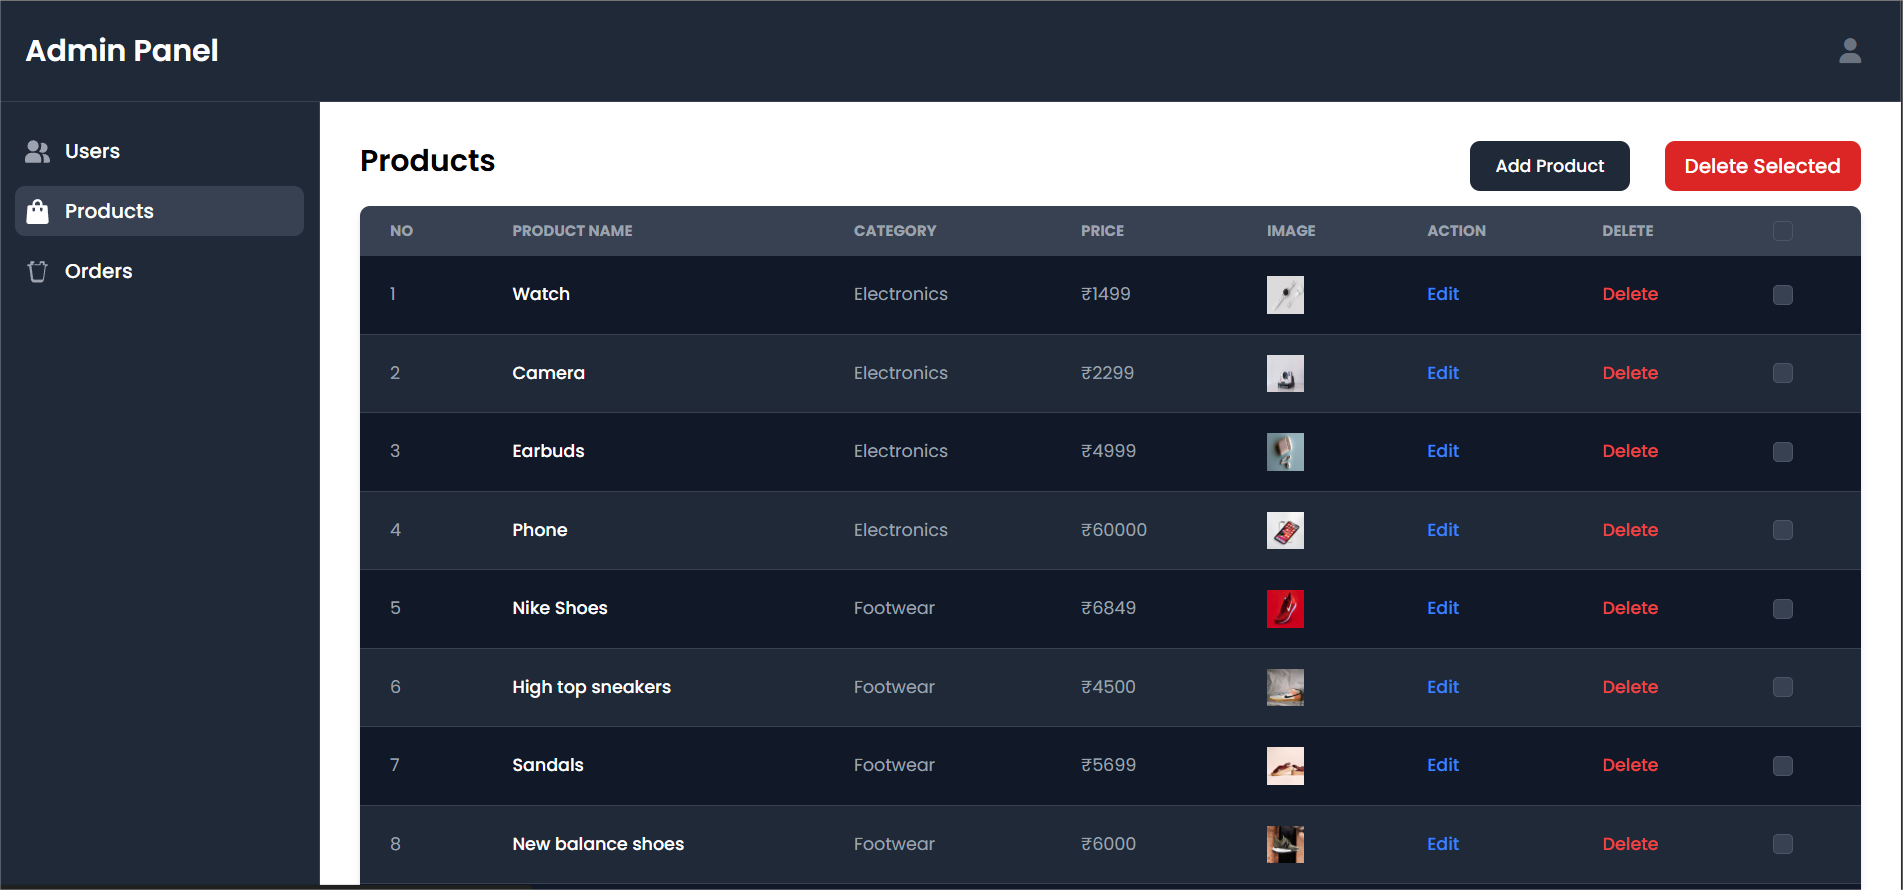 Admin Panel
Users
Products
Orders
Products
Add Product
Delete Selected
NO PRODUCT NAME CATEGORY PRICE IMAGE ACTION DELETE
1 Watch Electronics ₹1499 Edit Delete
2 Camera Electronics ₹2299 Edit Delete
3 Earbuds Electronics ₹4999 Edit Delete
4 Phone Electronics ₹60000 Edit Delete
5 Nike Shoes Footwear ₹6849 Edit Delete
6 High top sneakers Footwear ₹4500 Edit Delete
7 Sandals Footwear ₹5699 Edit Delete
8 New balance shoes Footwear ₹6000 Edit Delete